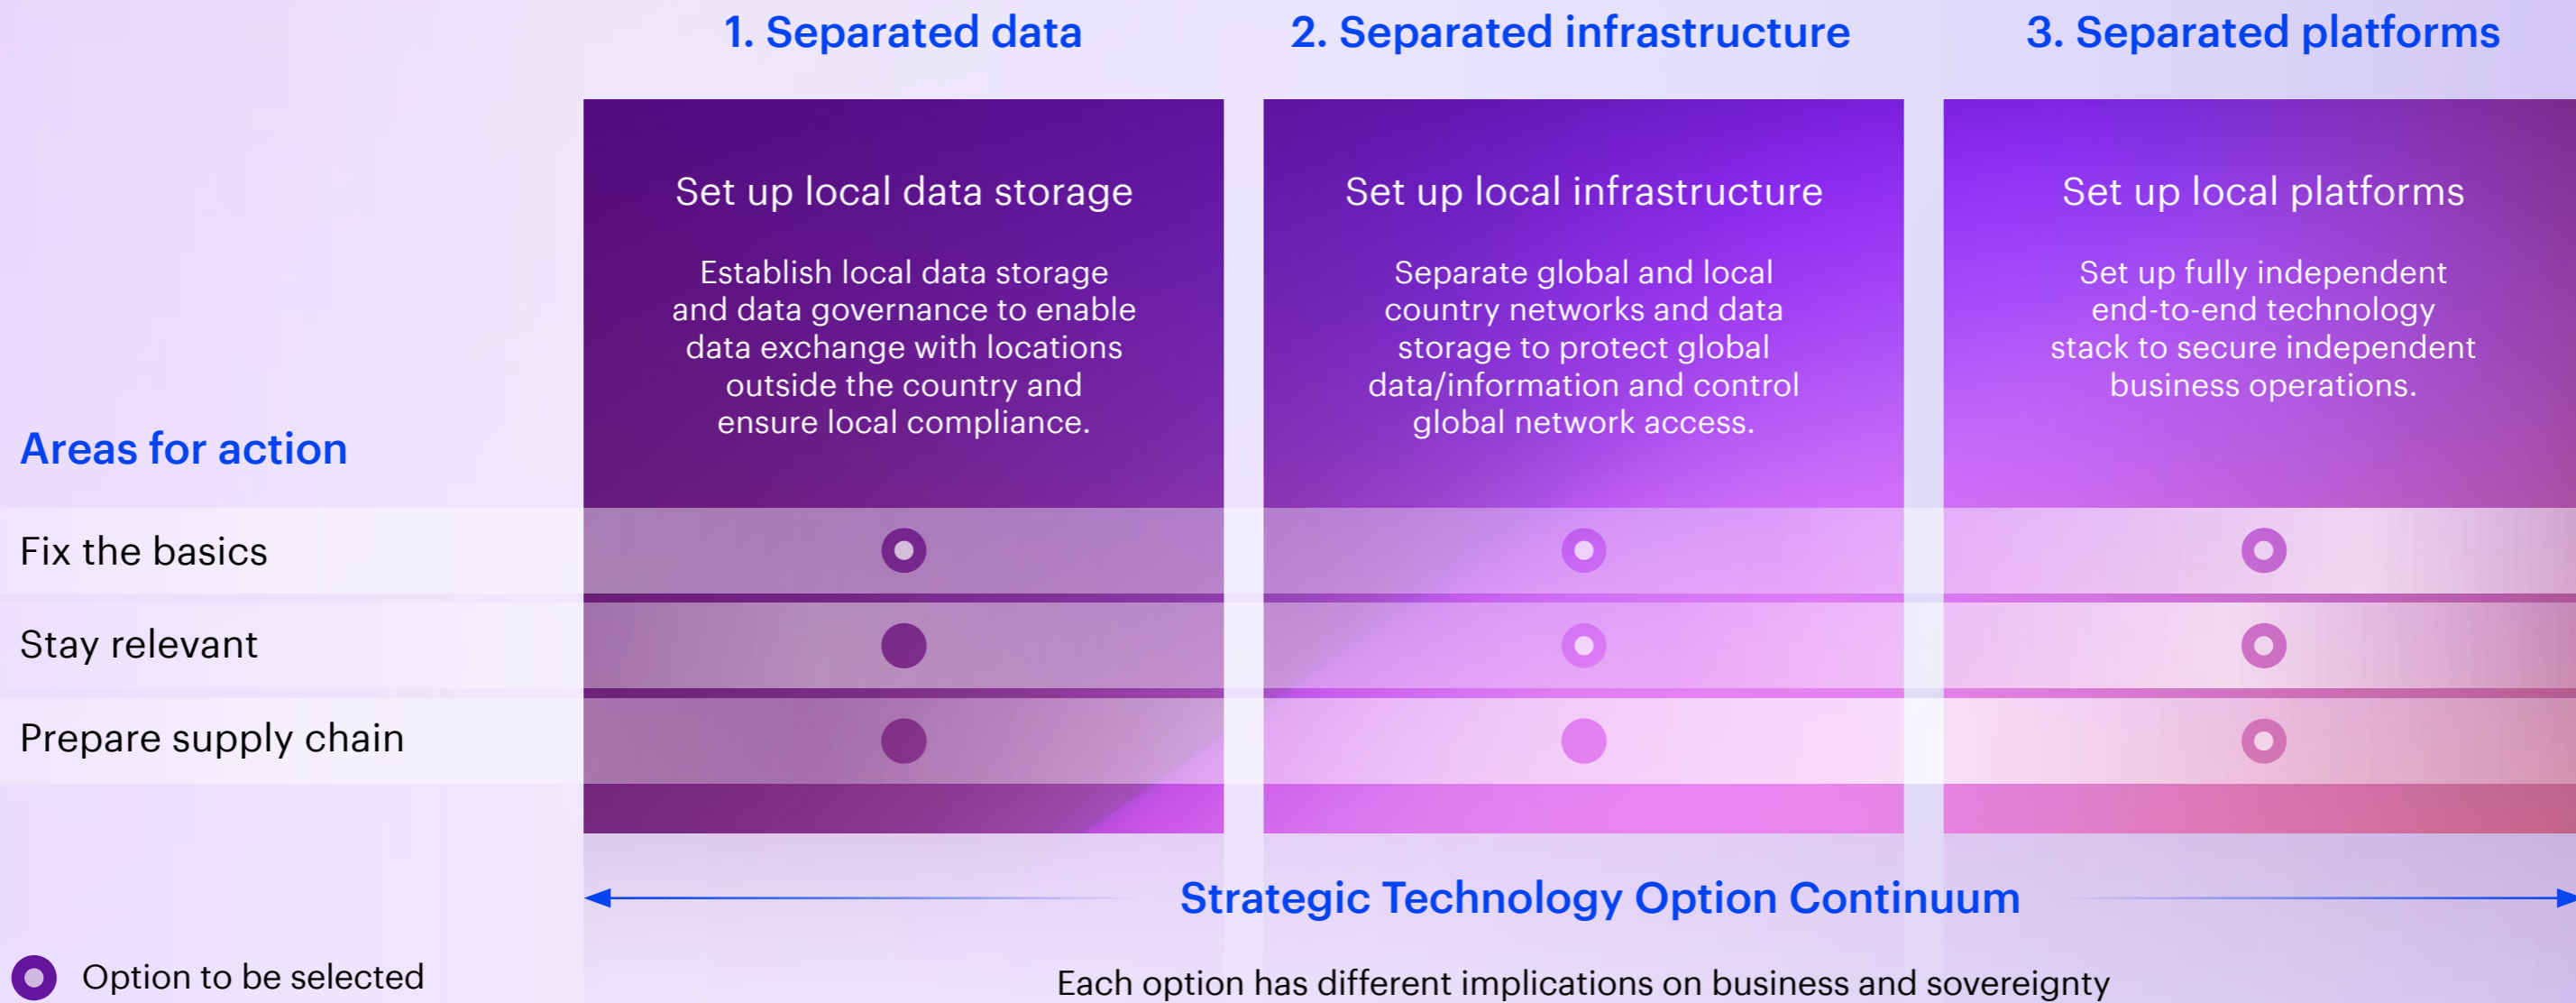 1. Separated data
2. Separated infrastructure
3. Separated platforms
Set up local data storage
Establish local data storage
and data governance to enable
data exchange with locations
outside the country and
ensure local compliance.
Set up local infrastructure
Separate global and local
country networks and data
storage to protect global
data/information and control
global network access.
Set up local platforms
Set up fully independent
end-to-end technology
stack to secure independent
business operations.
Areas for action
Fix the basics
Stay relevant
Prepare supply chain
Strategic Technology Option Continuum
Option to be selected
Each option has different implications on business and sovereignty